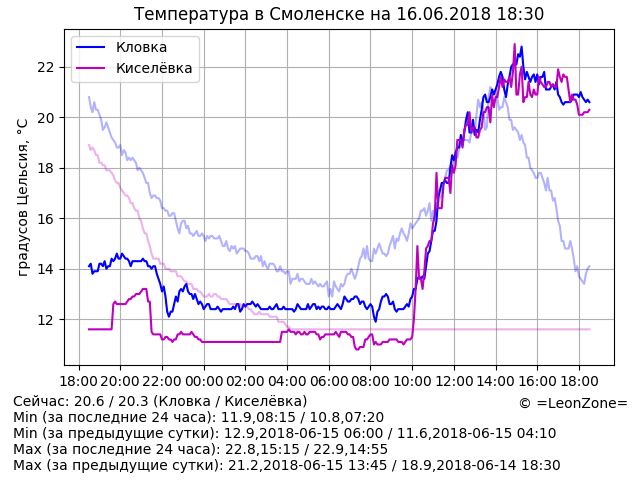 Температура в Смоленске на 16.06.2018 18:30
Кловка
Киселёвка
градусов Цельсия, °C
22
20
18
16
14
12
18:00 20:00 22:00 00:00 02:00 04:00 06:00 08:00 10:00 12:00 14:00 16:00 18:00
Сейчас: 20.6 / 20.3 (Кловка / Киселёвка)
© =LeonZone=
Min (за последние 24 часа): 11.9,08:15 / 10.8,07:20
Min (за предыдущие сутки): 12.9,2018-06-15 06:00 / 11.6,2018-06-15 04:10
Max (за последние 24 часа): 22.8,15:15 / 22.9,14:55
Max (за предыдущие сутки): 21.2,2018-06-15 13:45 / 18.9,2018-06-14 18:30